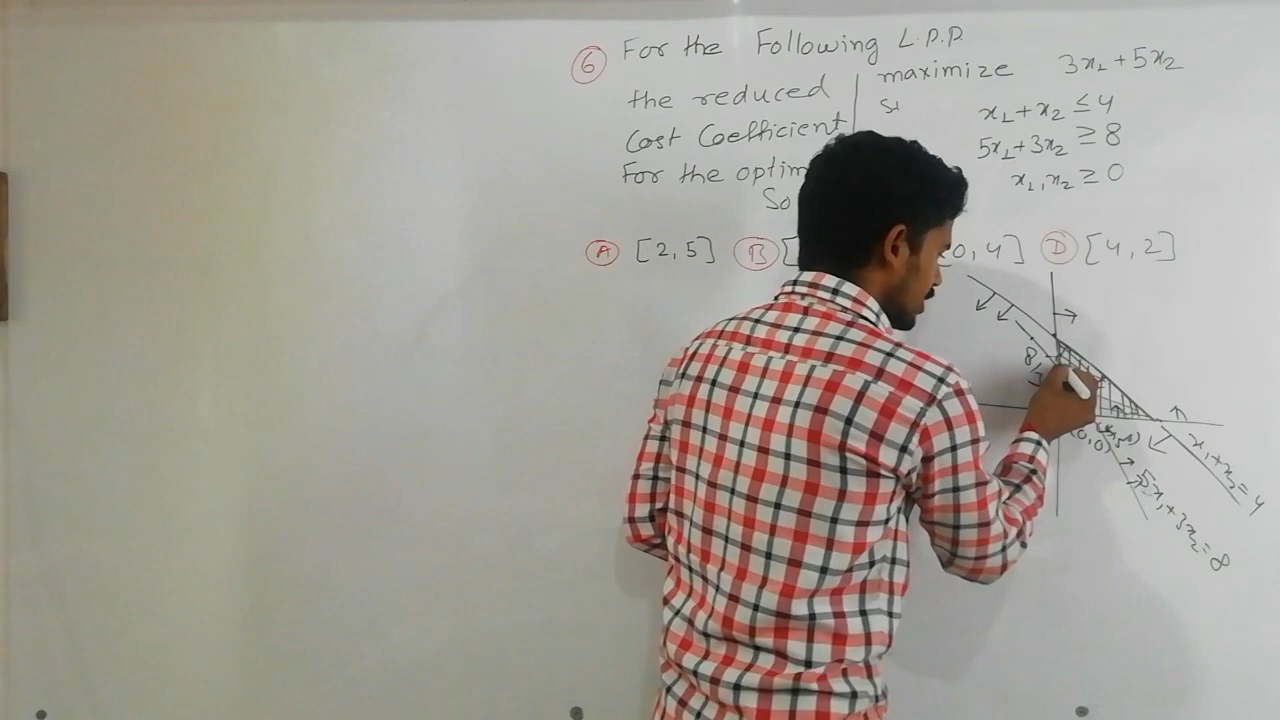 6 For the Following L.P.P.
the reduced
Cost Coefficient
For the optim
So
maximize 3x₁ + 5x₂
st x₁ + x₂ ≤ 4
5x₁ + 3x₂ ≥ 8
x₁, x₂ ≥ 0
A [2, 5] B [ 0, 4] D [4, 2]
8/3
(0,0)
x₁ + x₂ = 4
5x₁ + 3x₂ = 8